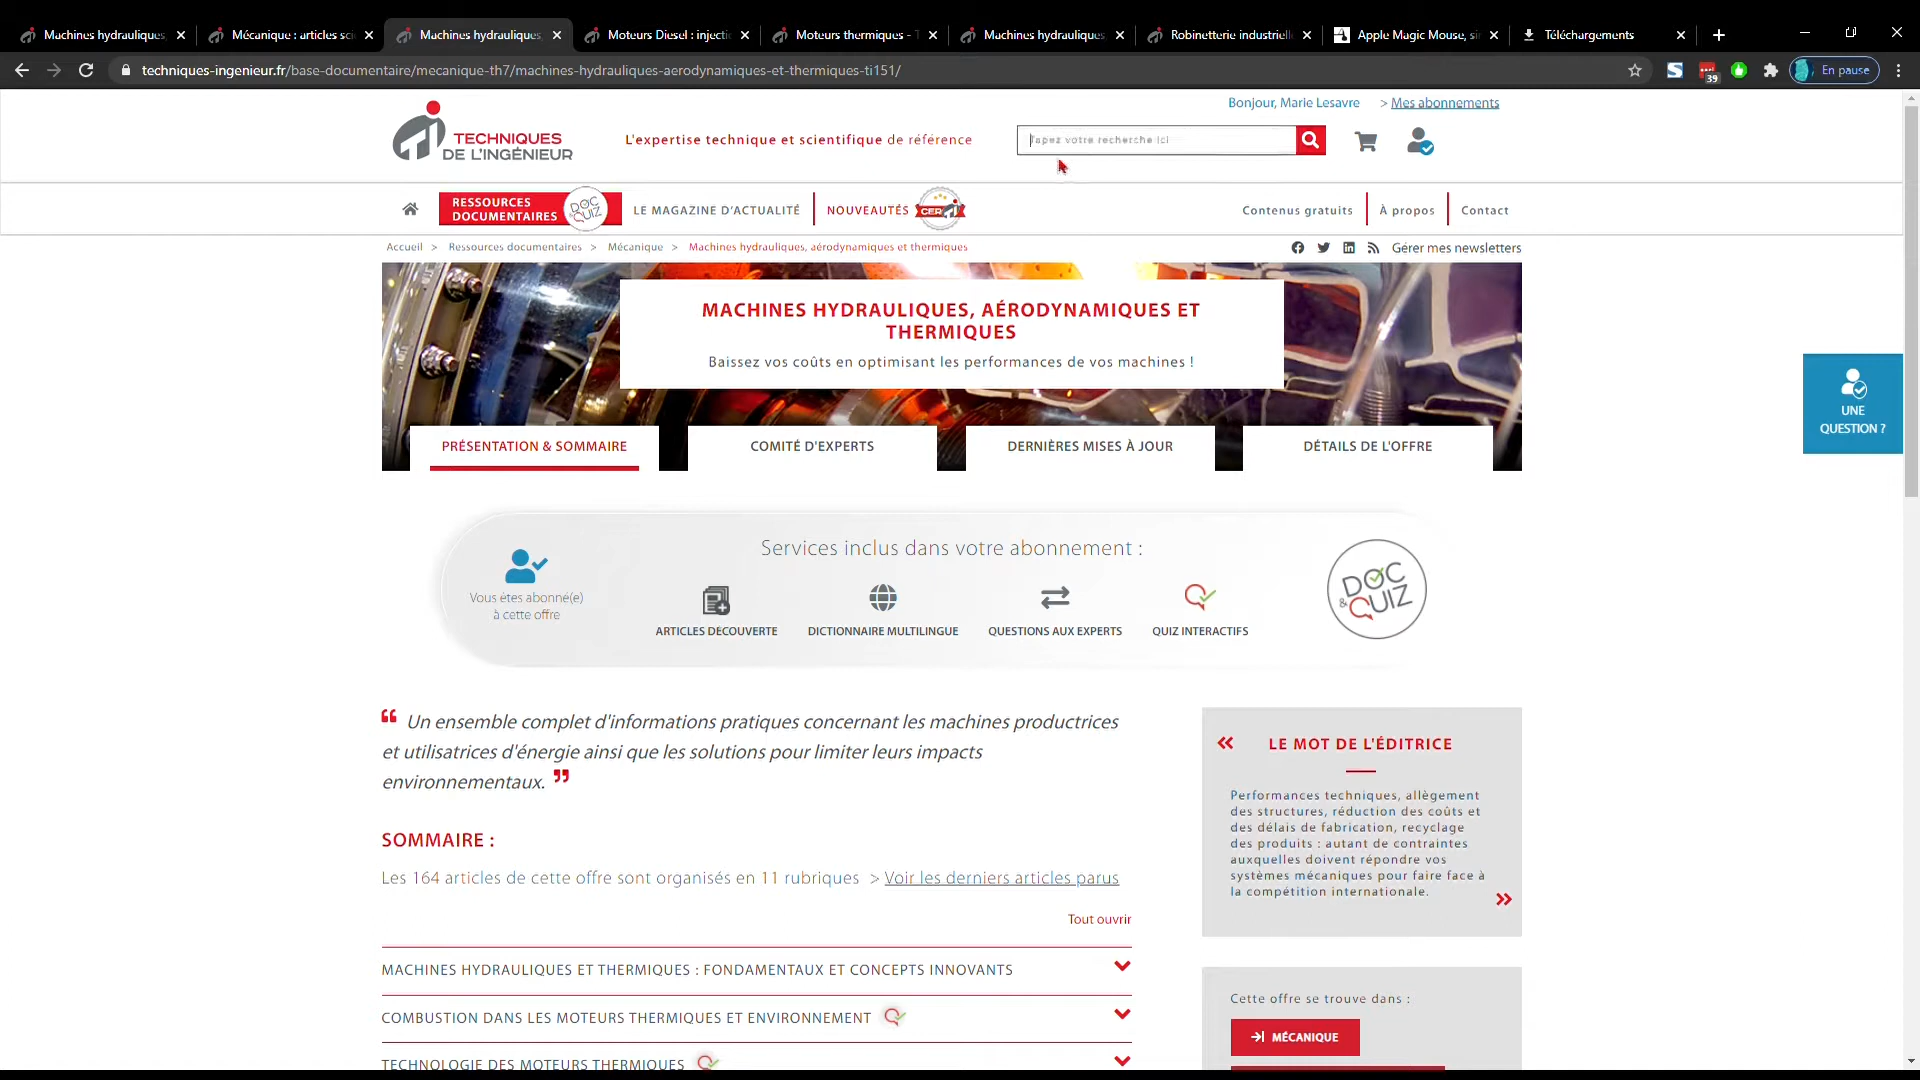 Machines hydrauliques,
Mécanique : articles sci
Machines hydrauliques,
Moteurs Diesel : injecti
Moteurs thermiques - T
Machines hydrauliques
Robinetterie industriell
Apple Magic Mouse, si
Téléchargements
techniques-ingenieur.fr/base-documentaire/mecanique-th7/machines-hydrauliques-aerodynamiques-et-thermiques-ti151/
39
En pause
Bonjour, Marie Lesavre > Mes abonnements
TECHNIQUES
DE L'INGÉNIEUR
L'expertise technique et scientifique de référence
Tapez votre recherche ici
RESSOURCES
DOCUMENTAIRES
DOC
& QUIZ
LE MAGAZINE D'ACTUALITÉ
NOUVEAUTÉS
Contenus gratuits
À propos
Contact
Accueil > Ressources documentaires > Mécanique > Machines hydrauliques, aérodynamiques et thermiques
Gérer mes newsletters
MACHINES HYDRAULIQUES, AÉRODYNAMIQUES ET
THERMIQUES
Baissez vos coûts en optimisant les performances de vos machines !
UNE
QUESTION ?
PRÉSENTATION & SOMMAIRE
COMITÉ D'EXPERTS
DERNIÈRES MISES À JOUR
DÉTAILS DE L'OFFRE
Services inclus dans votre abonnement :
Vous êtes abonné(e)
à cette offre
ARTICLES DÉCOUVERTE
DICTIONNAIRE MULTILINGUE
QUESTIONS AUX EXPERTS
QUIZ INTERACTIFS
DOC
& QUIZ
“ Un ensemble complet d'informations pratiques concernant les machines productrices
et utilisatrices d'énergie ainsi que les solutions pour limiter leurs impacts
environnementaux. ”
LE MOT DE L'ÉDITRICE
Performances techniques, allègement
des structures, réduction des coûts et
des délais de fabrication, recyclage
des produits : autant de contraintes
auxquelles doivent répondre vos
systèmes mécaniques pour faire face à
la compétition internationale.
SOMMAIRE :
Les 164 articles de cette offre sont organisés en 11 rubriques > Voir les derniers articles parus
Tout ouvrir
MACHINES HYDRAULIQUES ET THERMIQUES : FONDAMENTAUX ET CONCEPTS INNOVANTS
COMBUSTION DANS LES MOTEURS THERMIQUES ET ENVIRONNEMENT
TECHNOLOGIE DES MOTEURS THERMIQUES
Cette offre se trouve dans :
MÉCANIQUE